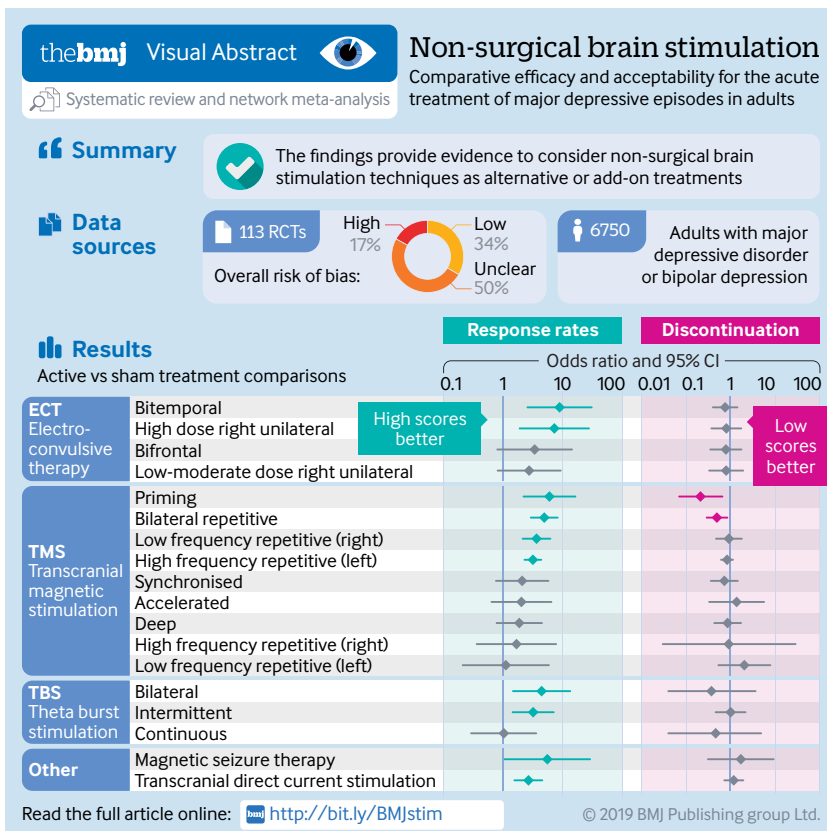 thebmj Visual Abstract
Systematic review and network meta-analysis
Non-surgical brain stimulation
Comparative efficacy and acceptability for the acute
treatment of major depressive episodes in adults
Summary
The findings provide evidence to consider non-surgical brain
stimulation techniques as alternative or add-on treatments
Data
sources
113 RCTs
Overall risk of bias:
High
17%
Low
34%
Unclear
50%
6750
Adults with major
depressive disorder
or bipolar depression
Results
Active vs sham treatment comparisons
Response rates
Discontinuation
Odds ratio and 95% CI
0.1 1 10 100 0.01 0.1 1 10 100
High scores
better
Low
scores
better
ECT
Electro-
convulsive
therapy
Bitemporal
High dose right unilateral
Bifrontal
Low-moderate dose right unilateral
TMS
Transcranial
magnetic
stimulation
Priming
Bilateral repetitive
Low frequency repetitive (right)
High frequency repetitive (left)
Synchronised
Accelerated
Deep
High frequency repetitive (right)
Low frequency repetitive (left)
TBS
Theta burst
stimulation
Bilateral
Intermittent
Continuous
Other
Magnetic seizure therapy
Transcranial direct current stimulation
Read the full article online:
bmj http://bit.ly/BMJstim
© 2019 BMJ Publishing group Ltd.